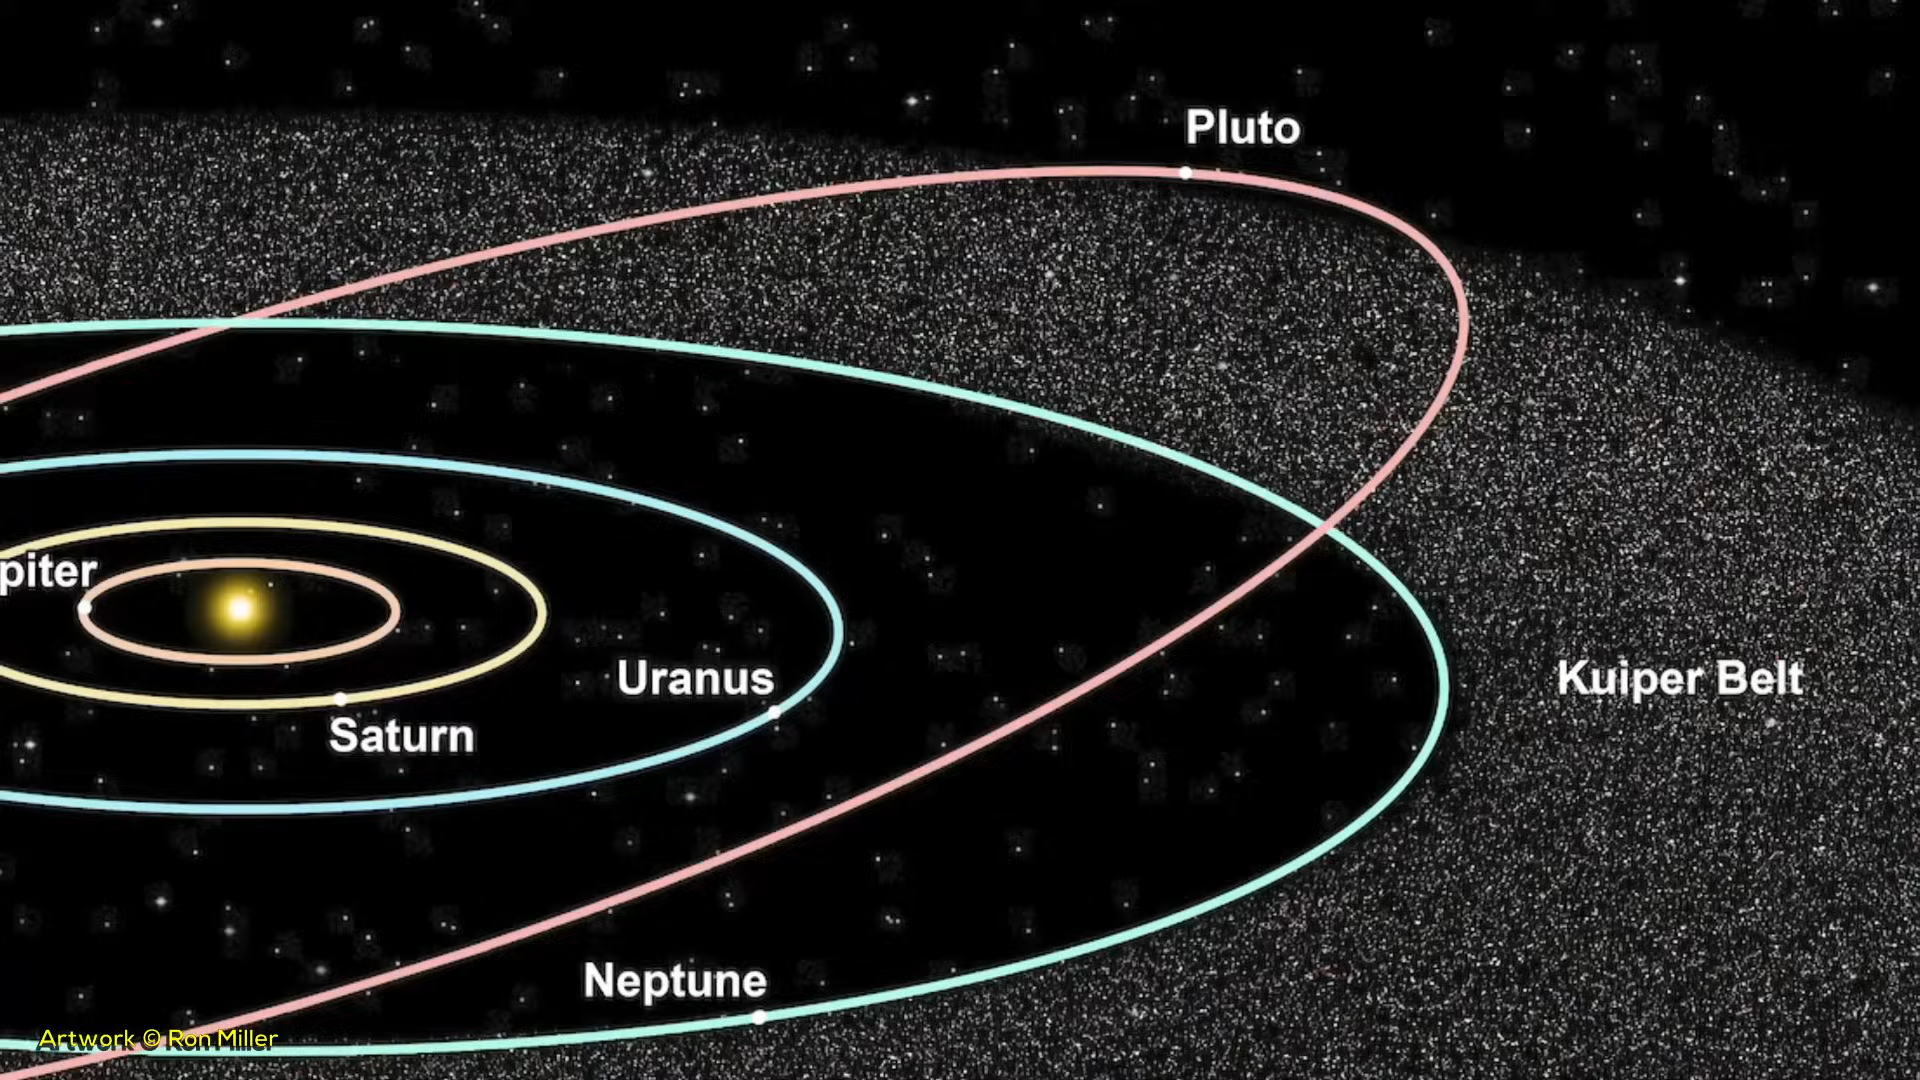 Pluto
piter
Uranus
Kuiper Belt
Saturn
Neptune
Artwork © Ron Miller